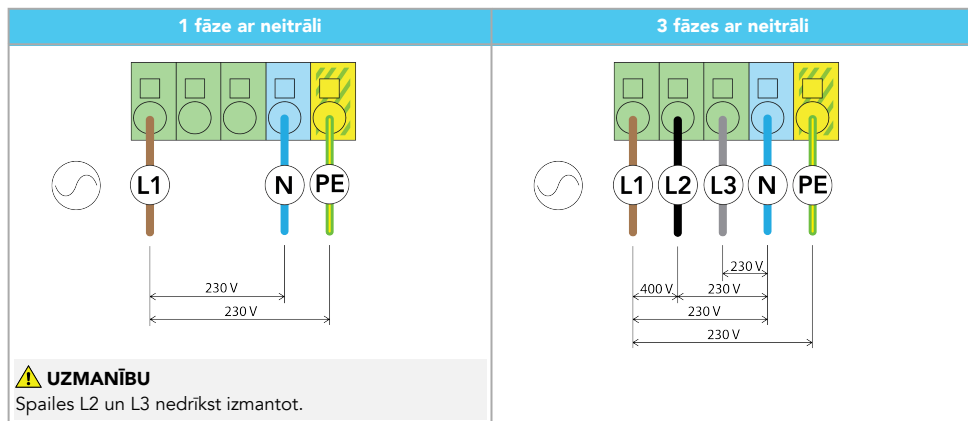 1 fāze ar neitrāli
3 fāzes ar neitrāli
L1 N PE
230 V
230 V
⚠ UZMANĪBU
Spailes L2 un L3 nedrīkst izmantot.
L1 L2 L3 N PE
230 V
400 V 230 V
230 V
230 V